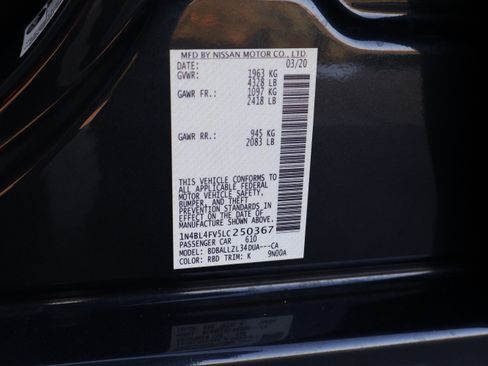 MFD BY NISSAN MOTOR CO., LTD.
DATE: 03/20
GVWR: 1963 KG
4328 LB
GAWR FR.: 1097 KG
2418 LB
GAWR RR.: 945 KG
2083 LB
THIS VEHICLE CONFORMS TO
ALL APPLICABLE FEDERAL
MOTOR VEHICLE SAFETY,
BUMPER, AND THEFT
PREVENTION STANDARDS IN
EFFECT ON THE DATE OF
MANUFACTURE SHOWN ABOVE.
1N4BL4FV5LC250367
PASSENGER CAR 610
MODEL: BDBALLZL34DUA---CA
COLOR: RBD TRIM: K 9N00A